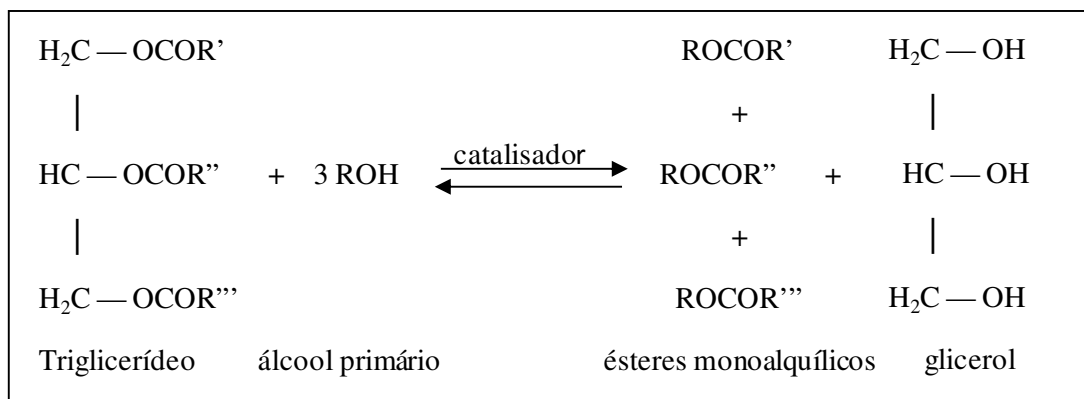 H₂C — OCOR’ ROCOR’ H₂C — OH
| + |
catalisador
HC — OCOR” + 3 ROH ROCOR” + HC — OH
| + |
H₂C — OCOR”’ ROCOR’” H₂C — OH
Triglicerídeo álcool primário ésteres monoalquílicos glicerol